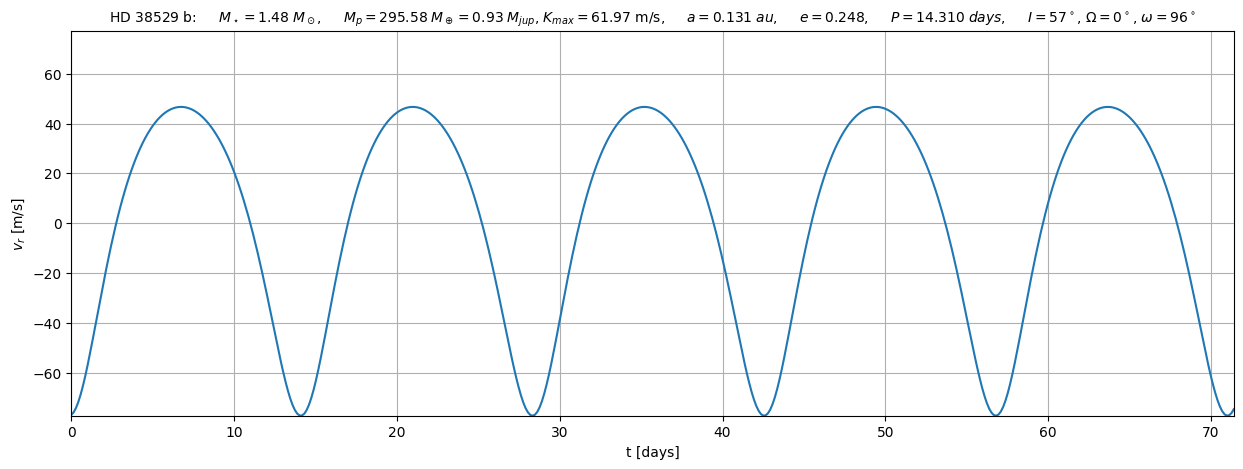 HD 38529 b: M⋆ = 1.48 M⊙, Mp = 295.58 M⊕ = 0.93 Mjup, Kmax = 61.97 m/s, a = 0.131 au, e = 0.248, P = 14.310 days, I = 57°, Ω = 0°, ω = 96°
60
40
20
0
−20
−40
−60
vr [m/s]
0 10 20 30 40 50 60 70
t [days]